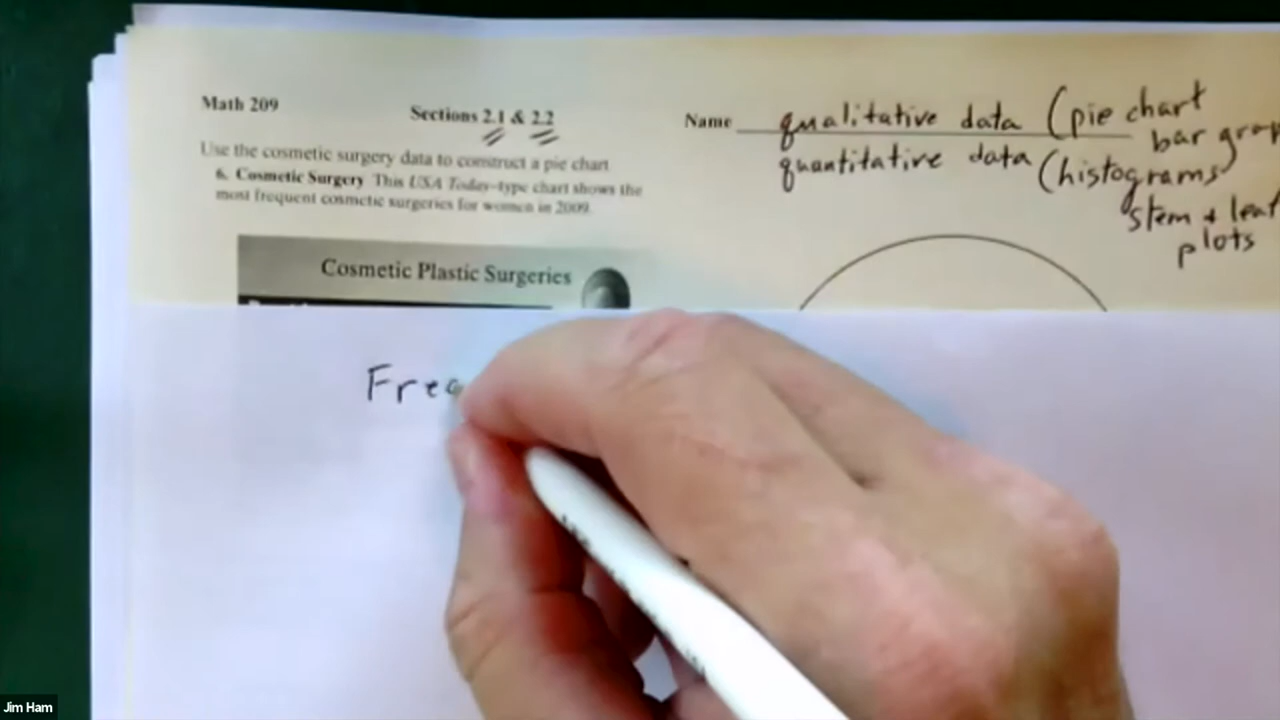 Math 209
Sections 2.1 & 2.2
Name qualitative data (pie chart
bar grap
quantitative data (histograms
stem + leaf
plots
Use the cosmetic surgery data to construct a pie chart
6. Cosmetic Surgery This USA Today-type chart shows the
most frequent cosmetic surgeries for women in 2009.
Cosmetic Plastic Surgeries
Freq
Jim Ham